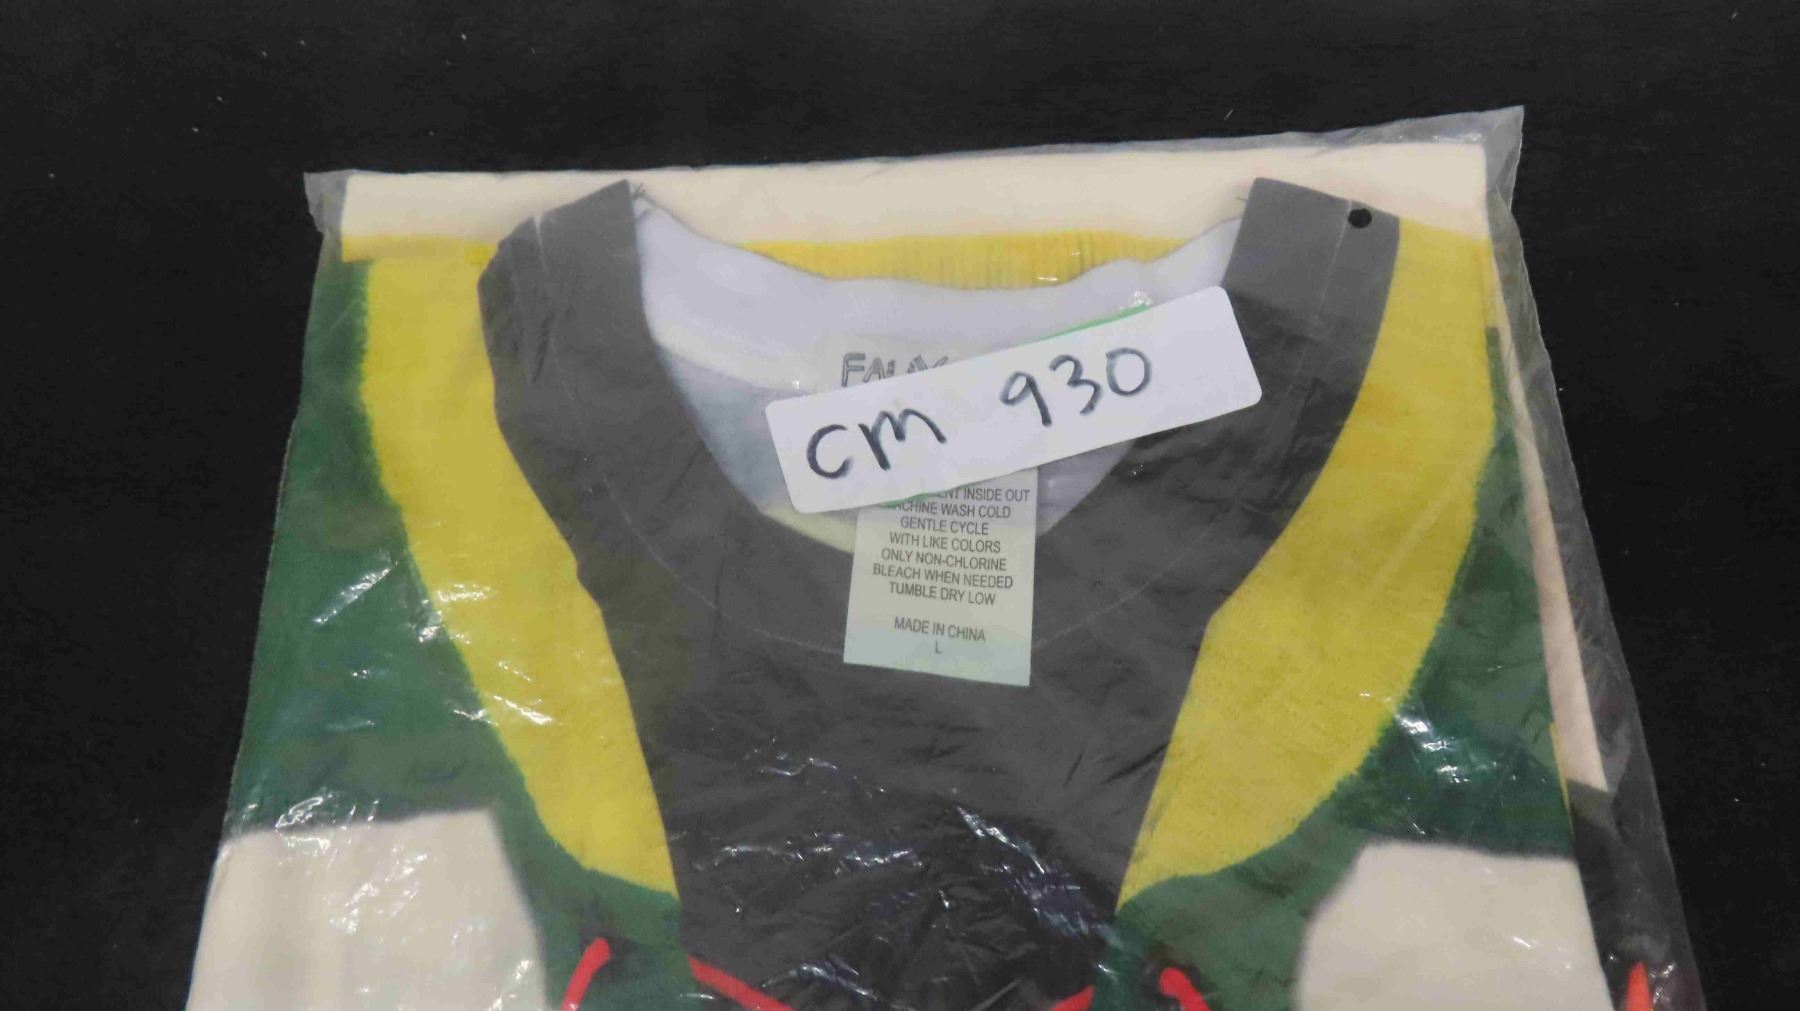 CM 930
INSIDE OUT
WASH COLD
GENTLE CYCLE
WITH LIKE COLORS
ONLY NON-CHLORINE
BLEACH WHEN NEEDED
TUMBLE DRY LOW
MADE IN CHINA
L